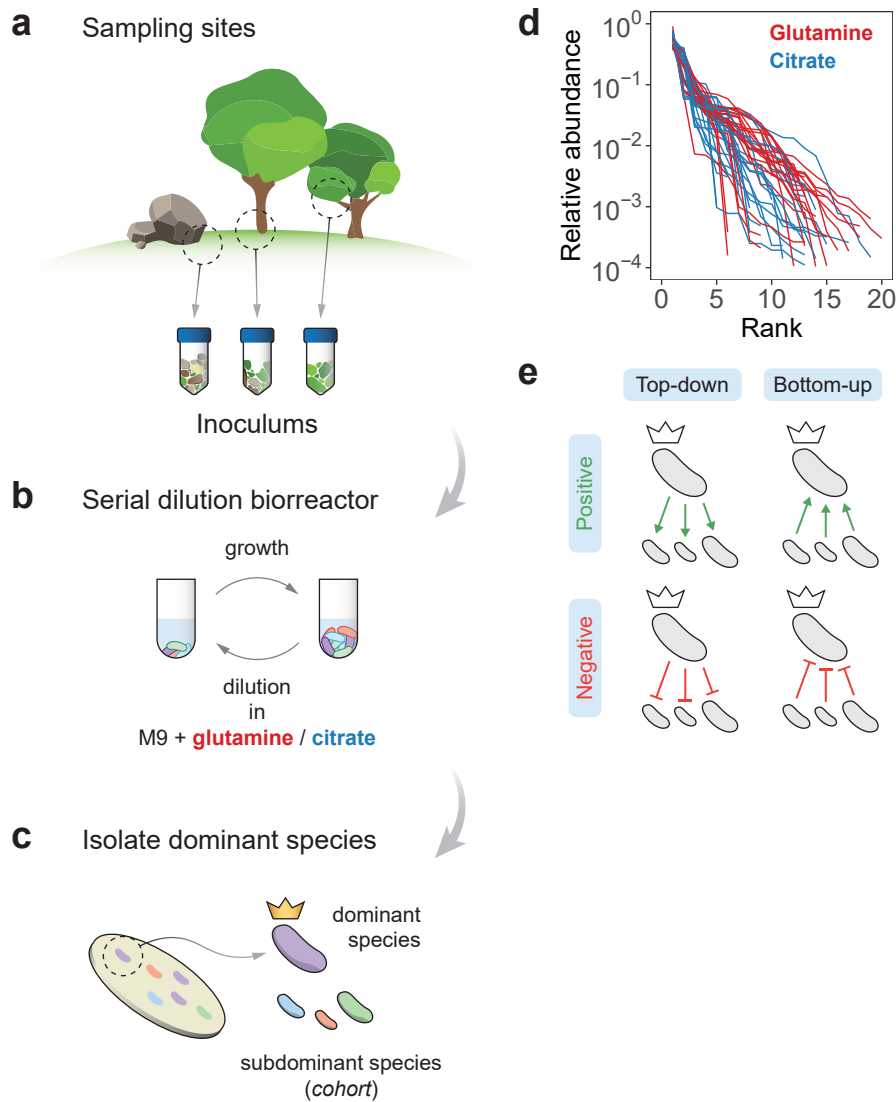 a
Sampling sites
Inoculums
b
Serial dilution biorreactor
growth
dilution
in
M9 + glutamine / citrate
c
Isolate dominant species
dominant
species
subdominant species
(cohort)
d
Glutamine
Citrate
Relative abundance
10⁰
10⁻¹
10⁻²
10⁻³
10⁻⁴
0 5 10 15 20
Rank
e
Top-down Bottom-up
Positive
Negative